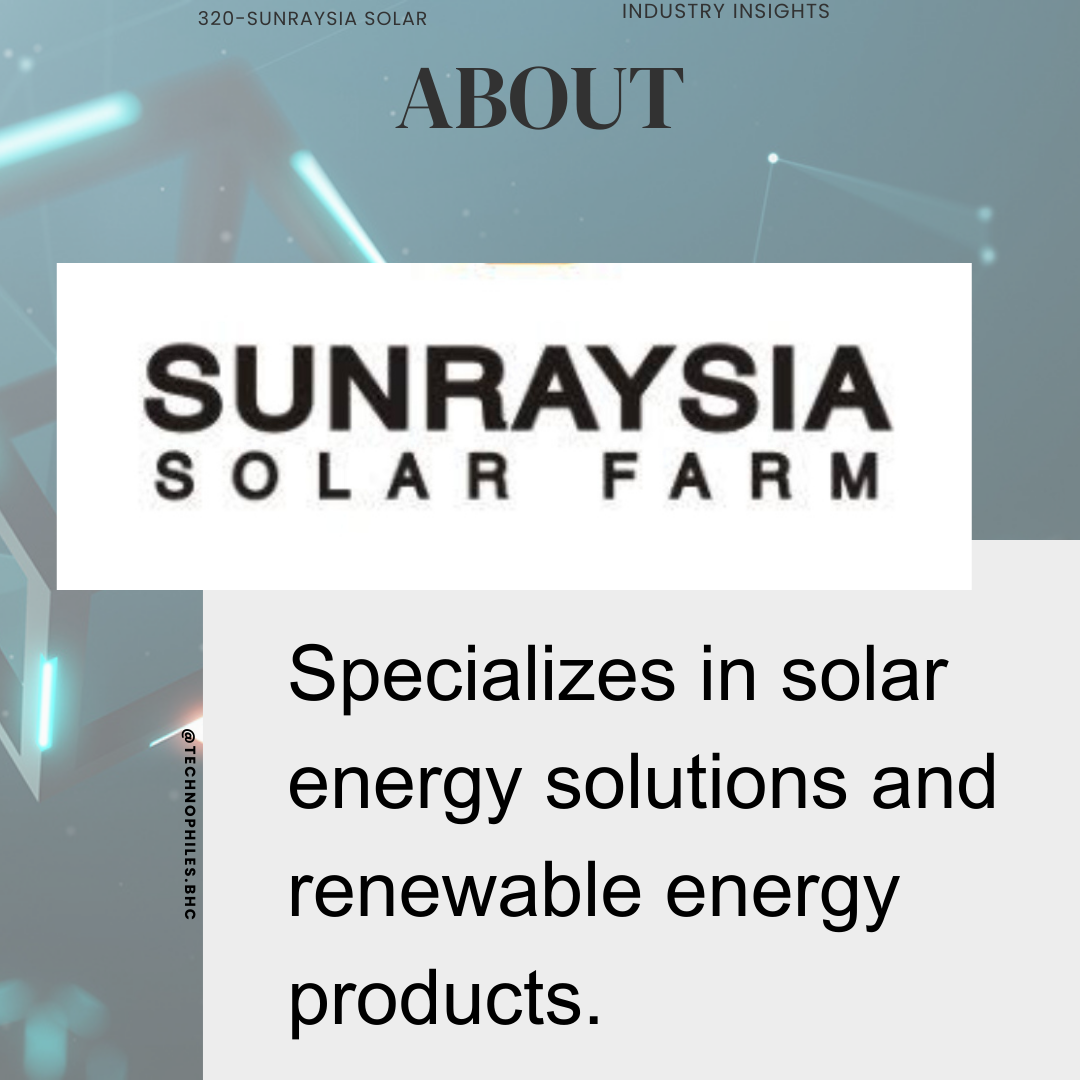 320-SUNRAYSIA SOLAR
INDUSTRY INSIGHTS
ABOUT
SUNRAYSIA
SOLAR FARM
Specializes in solar
energy solutions and
renewable energy
products.
@TECHNOPHILES.BHC